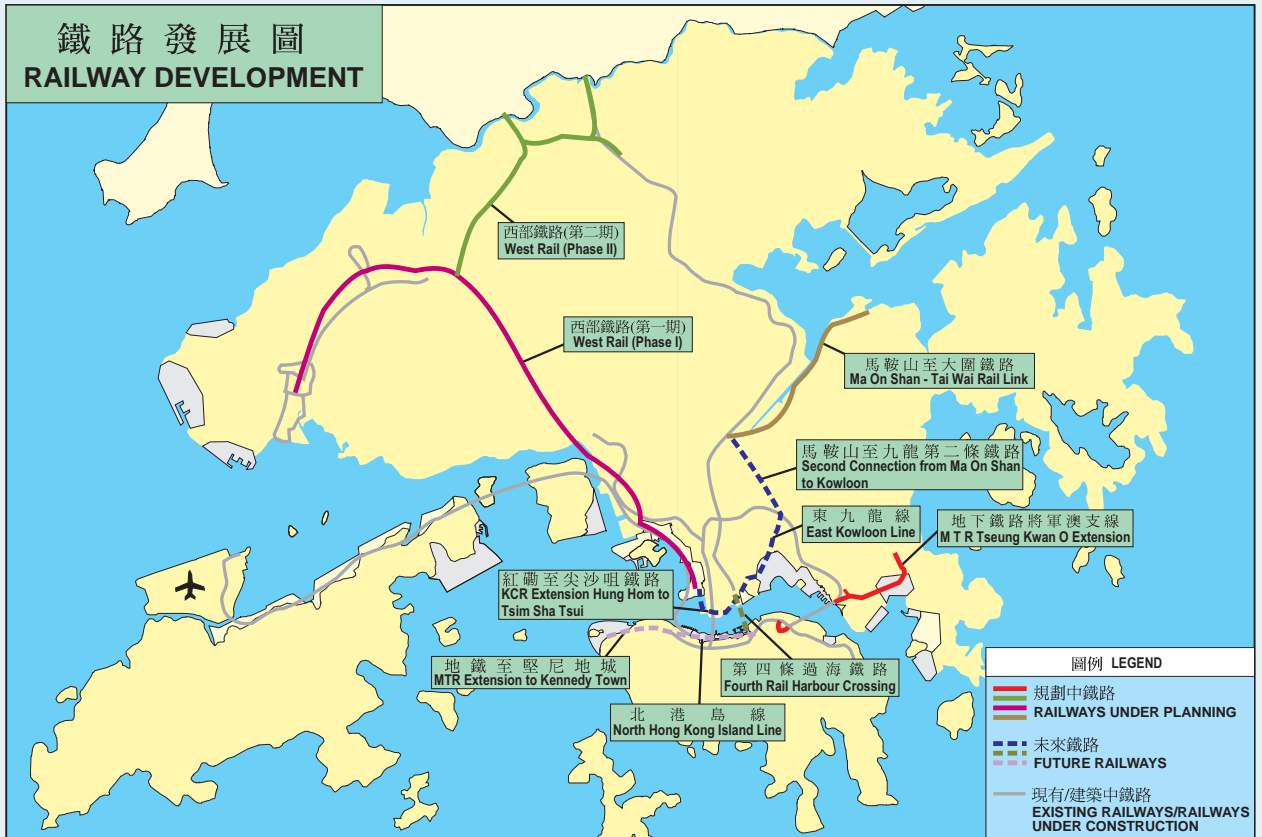 鐵路發展圖
RAILWAY DEVELOPMENT
西部鐵路(第二期)
West Rail (Phase II)
西部鐵路(第一期)
West Rail (Phase I)
馬鞍山至大圍鐵路
Ma On Shan - Tai Wai Rail Link
馬鞍山至九龍第二條鐵路
Second Connection from Ma On Shan
to Kowloon
東九龍線
East Kowloon Line
地下鐵路將軍澳支線
M T R Tseung Kwan O Extension
紅磡至尖沙咀鐵路
KCR Extension Hung Hom to
Tsim Sha Tsui
地鐵至堅尼地城
MTR Extension to Kennedy Town
第四條過海鐵路
Fourth Rail Harbour Crossing
北港島線
North Hong Kong Island Line
圖例 LEGEND
規劃中鐵路
RAILWAYS UNDER PLANNING
未來鐵路
FUTURE RAILWAYS
現有/建築中鐵路
EXISTING RAILWAYS/RAILWAYS
UNDER CONSTRUCTION